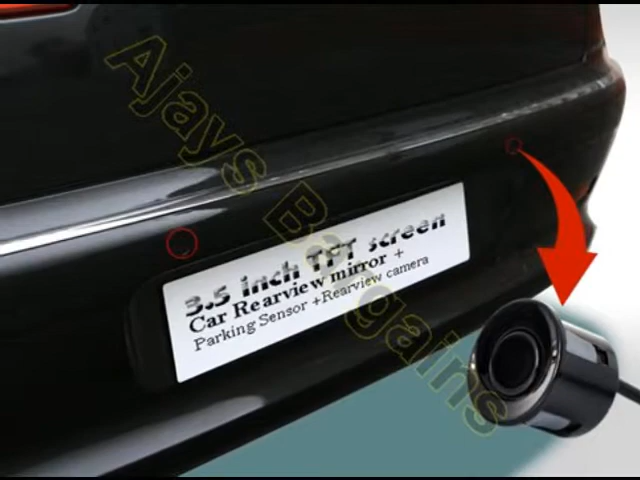 Ajays Bargains
3.5 inch TFT screen
Car Rearview mirror +
Parking Sensor +Rearview camera